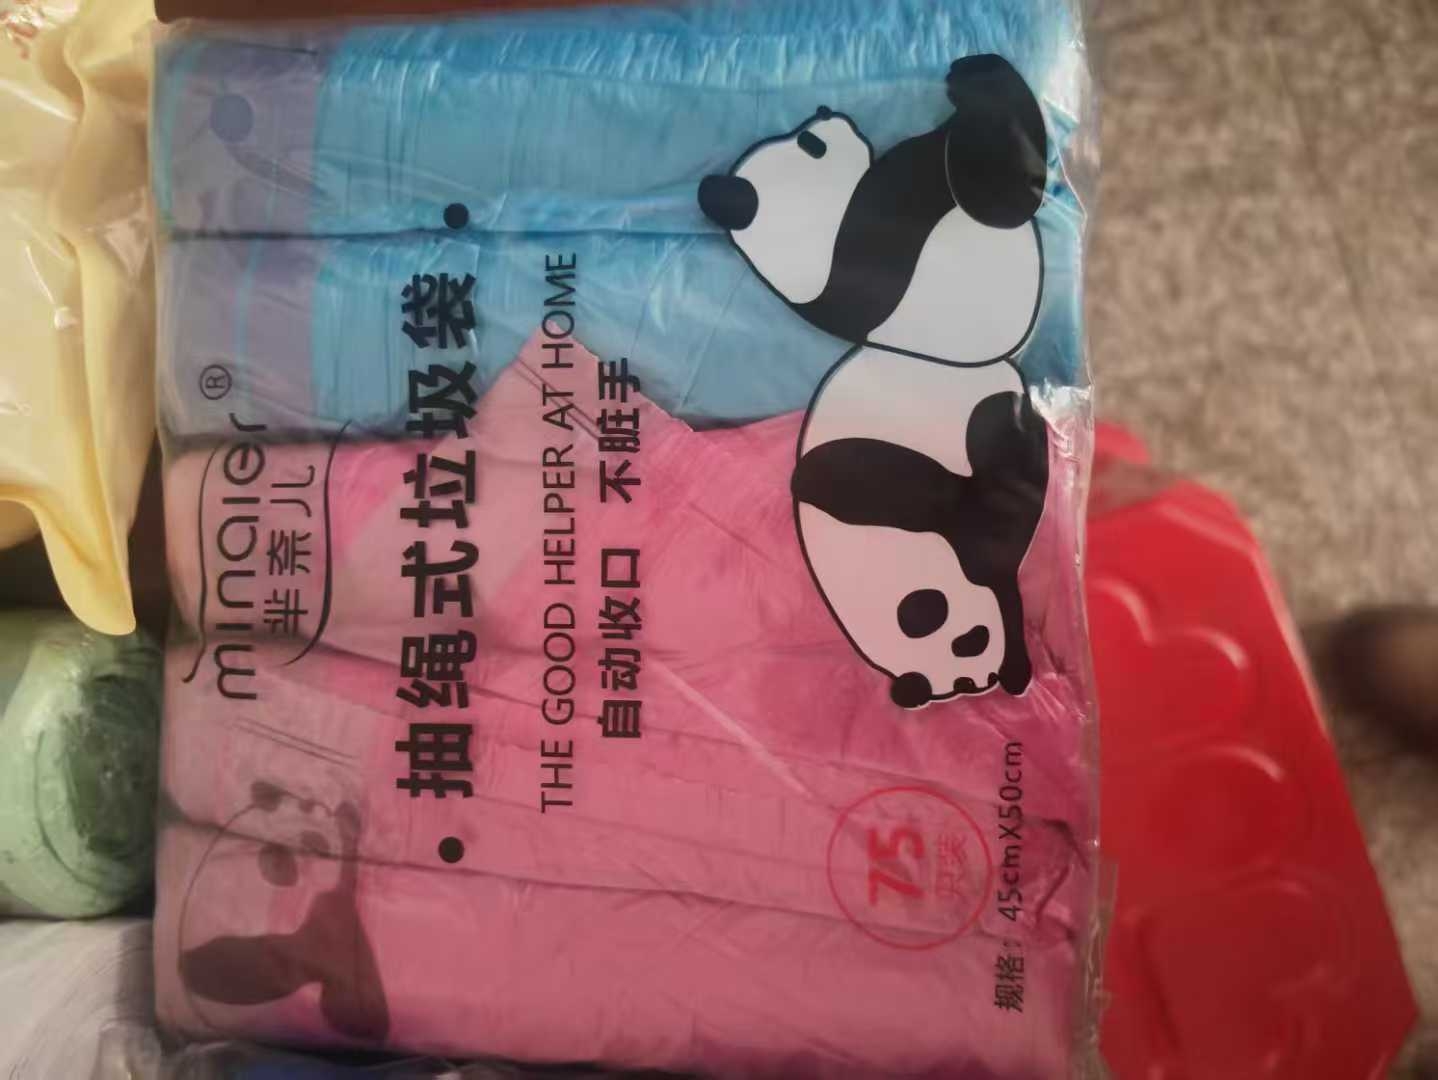 minaier®
芈奈儿
·抽绳式垃圾袋·
THE GOOD HELPER AT HOME
自动收口 不脏手
75
只装
规格：45cmX50cm